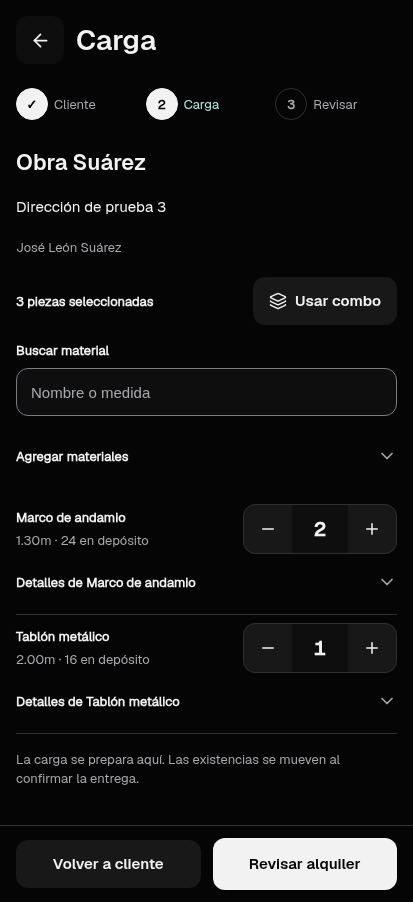 Carga
✓ Cliente 2 Carga 3 Revisar
Obra Suárez
Dirección de prueba 3
José León Suárez
3 piezas seleccionadas
Usar combo
Buscar material
Nombre o medida
Agregar materiales
Marco de andamio
1.30m · 24 en depósito
− 2 +
Detalles de Marco de andamio
Tablón metálico
2.00m · 16 en depósito
− 1 +
Detalles de Tablón metálico
La carga se prepara aquí. Las existencias se mueven al
confirmar la entrega.
Volver a cliente
Revisar alquiler